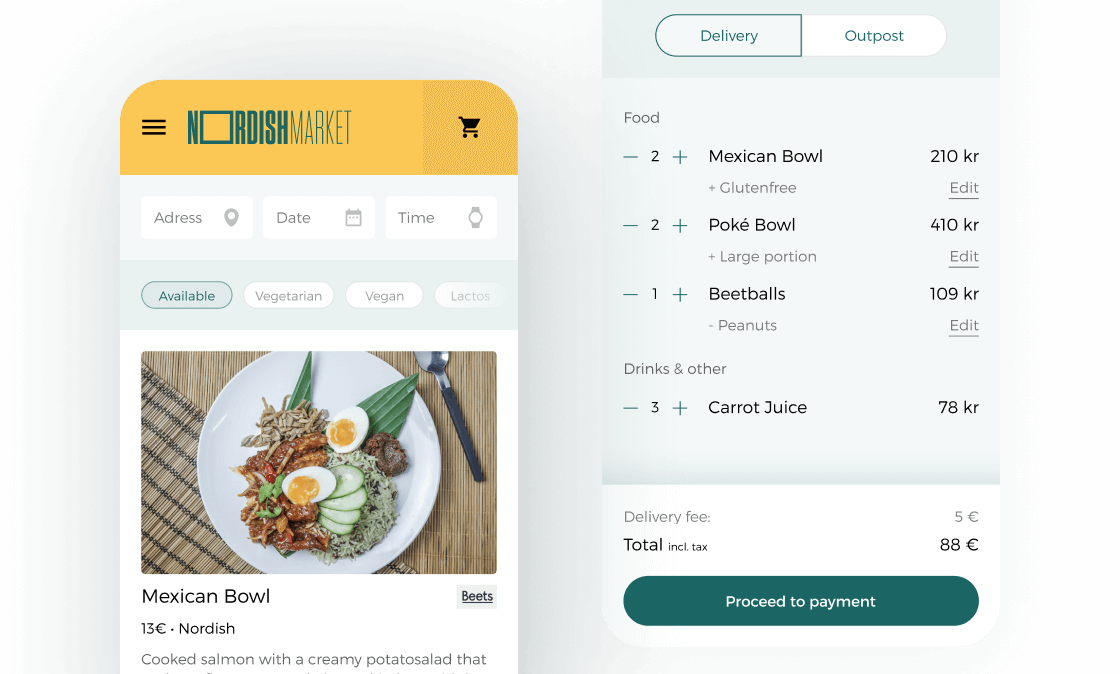 NORDISHMARKET
Adress
Date
Time
Available
Vegetarian
Vegan
Lactos
Mexican Bowl
Beets
13€ • Nordish
Cooked salmon with a creamy potatosalad that
Delivery
Outpost
Food
— 2 + Mexican Bowl 210 kr
+ Glutenfree Edit
— 2 + Poké Bowl 410 kr
+ Large portion Edit
— 1 + Beetballs 109 kr
- Peanuts Edit
Drinks & other
— 3 + Carrot Juice 78 kr
Delivery fee: 5 €
Total incl. tax 88 €
Proceed to payment